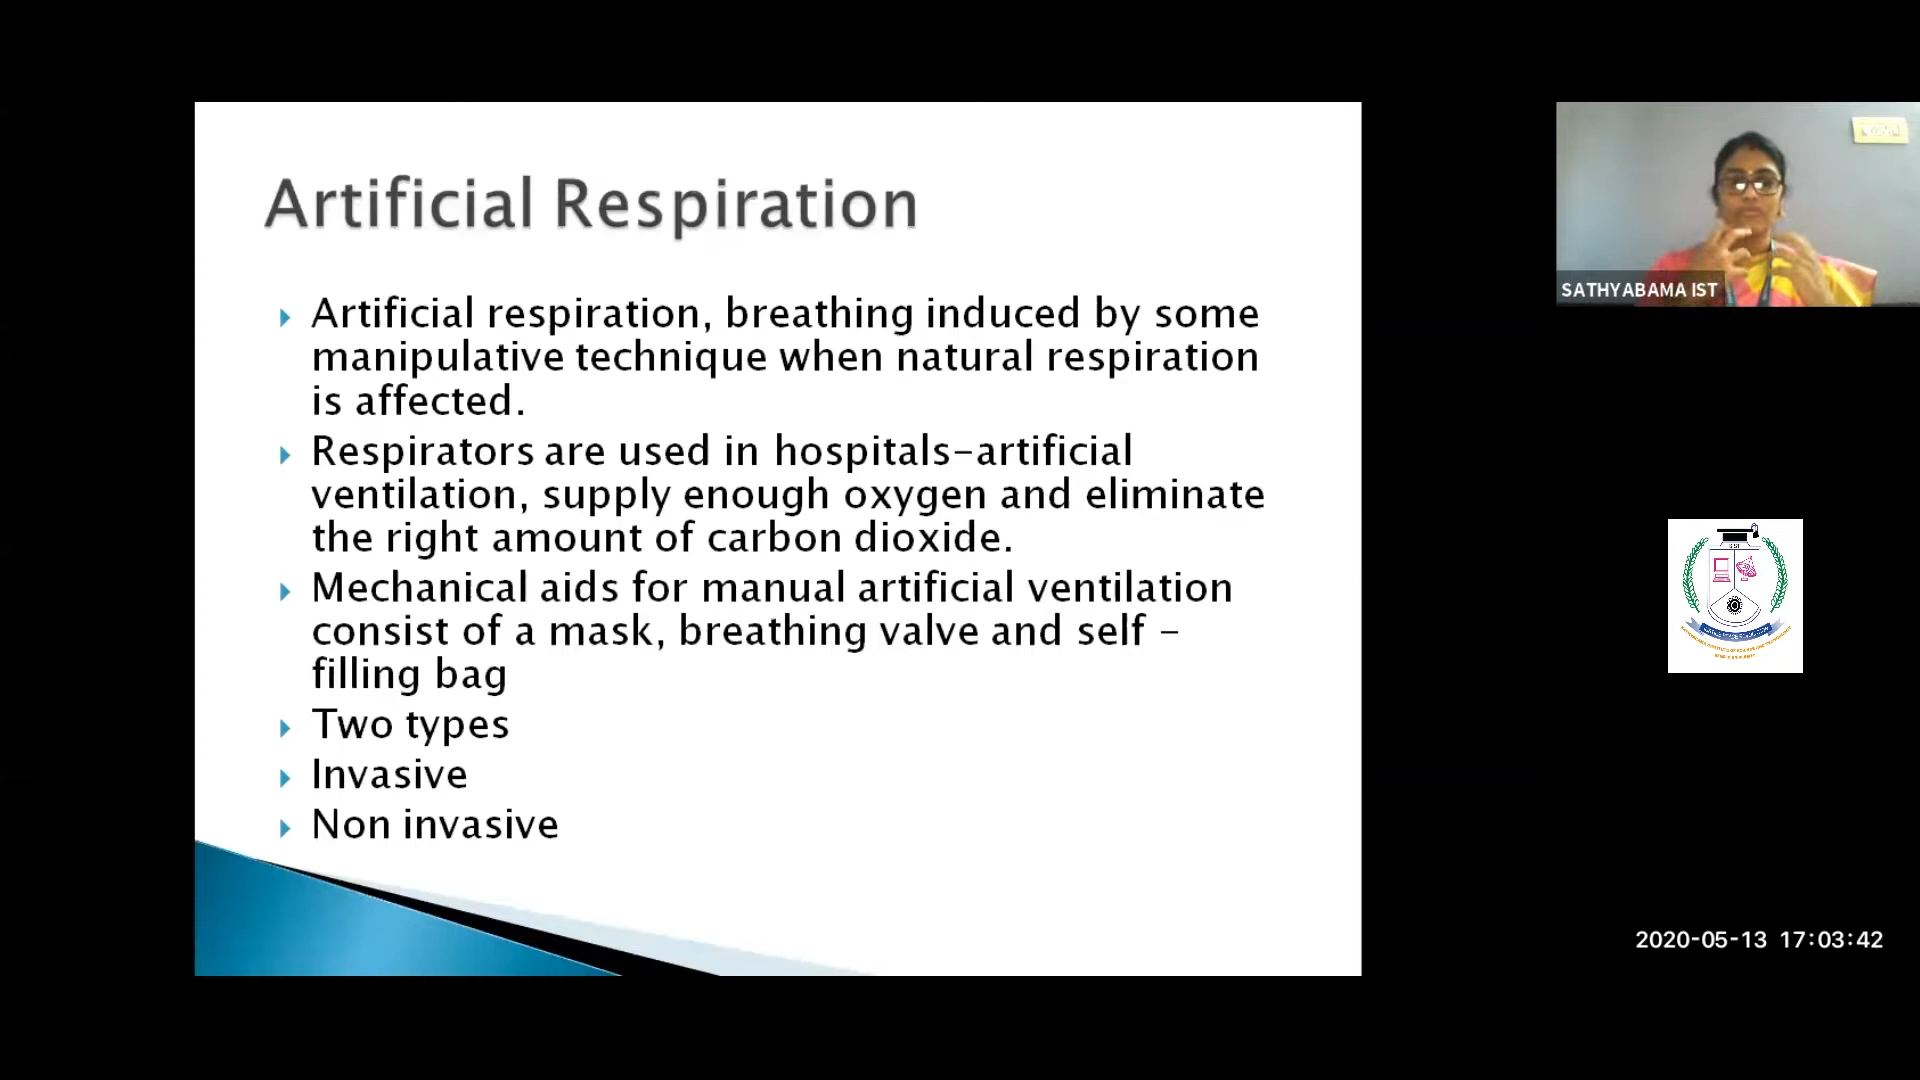 Artificial Respiration
Artificial respiration, breathing induced by some
manipulative technique when natural respiration
is affected.
Respirators are used in hospitals-artificial
ventilation, supply enough oxygen and eliminate
the right amount of carbon dioxide.
Mechanical aids for manual artificial ventilation
consist of a mask, breathing valve and self -
filling bag
Two types
Invasive
Non invasive
SATHYABAMA IST
2020-05-13 17:03:42